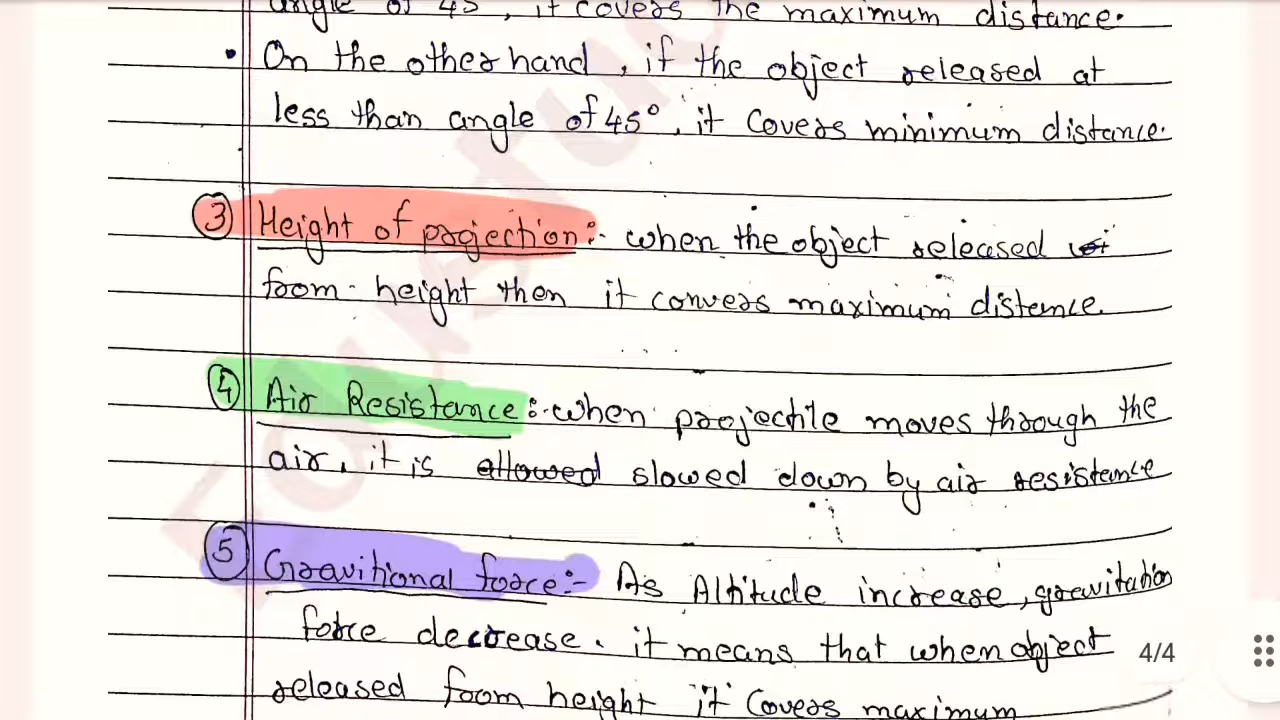 angle of 45°, it covers the maximum distance.
• On the other hand, if the object released at
less than angle of 45°, it covers minimum distance.
③ Height of projection:- when the object released
from height then it convers maximum distence.
④ Air Resistance:- when projectile moves through the
air, it is allowed slowed down by air resistance
⑤ Gravitional force:- As Altitude increase, gravitation
force decrease. it means that when object
4/4
released from height it covers maximum